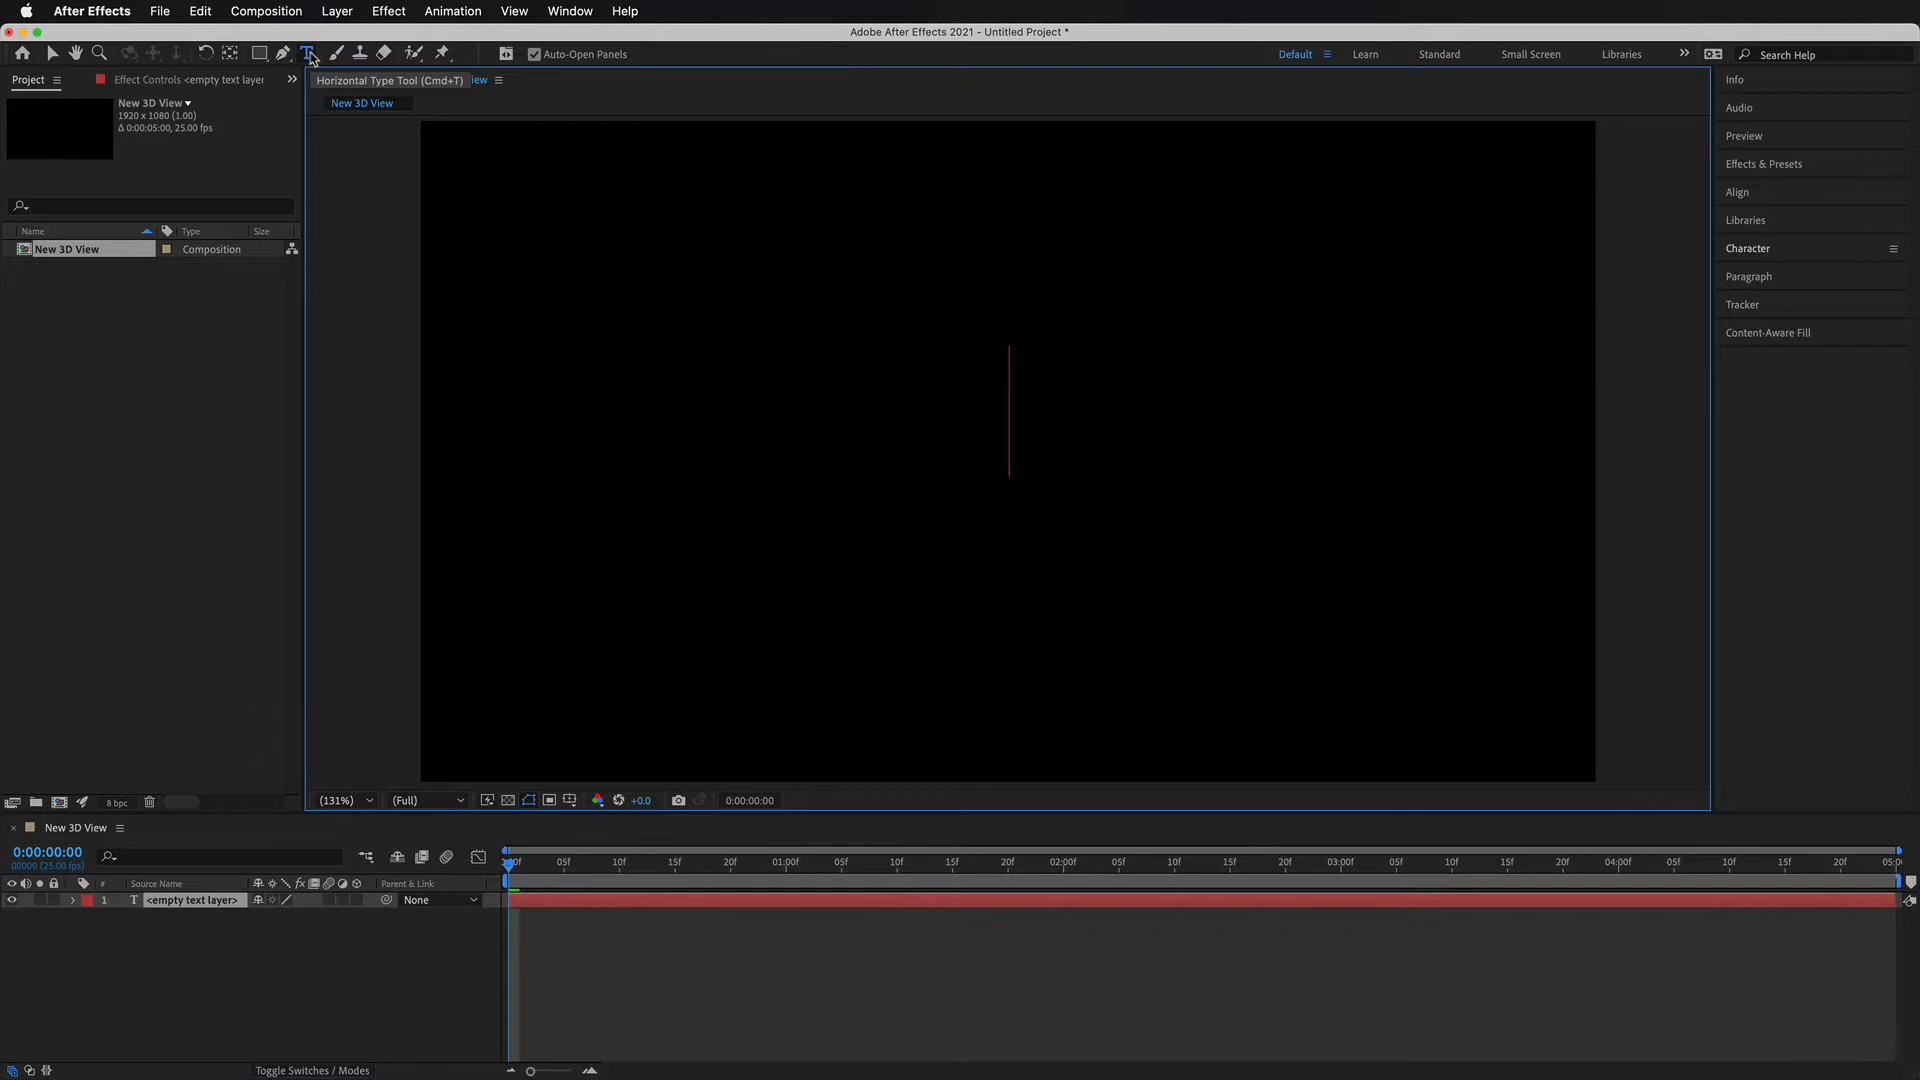 After Effects File Edit Composition Layer Effect Animation View Window Help
Adobe After Effects 2021 - Untitled Project *
Auto-Open Panels Default Learn Standard Small Screen Libraries Search Help
Project Effect Controls <empty text layer
Horizontal Type Tool (Cmd+T) iew
New 3D View
1920 x 1080 (1.00)
Δ 0:00:05:00, 25.00 fps
New 3D View
Name Type Size
New 3D View Composition
Info
Audio
Preview
Effects & Presets
Align
Libraries
Character
Paragraph
Tracker
Content-Aware Fill
8 bpc
(131%) (Full) +0.0 0:00:00:00
New 3D View
0:00:00:00
00000 (25.00 fps)
:00f 05f 10f 15f 20f 01:00f 05f 10f 15f 20f 02:00f 05f 10f 15f 20f 03:00f 05f 10f 15f 20f 04:00f 05f 10f 15f 20f 05:0
# Source Name fx Parent & Link
1 T <empty text layer> None
Toggle Switches / Modes